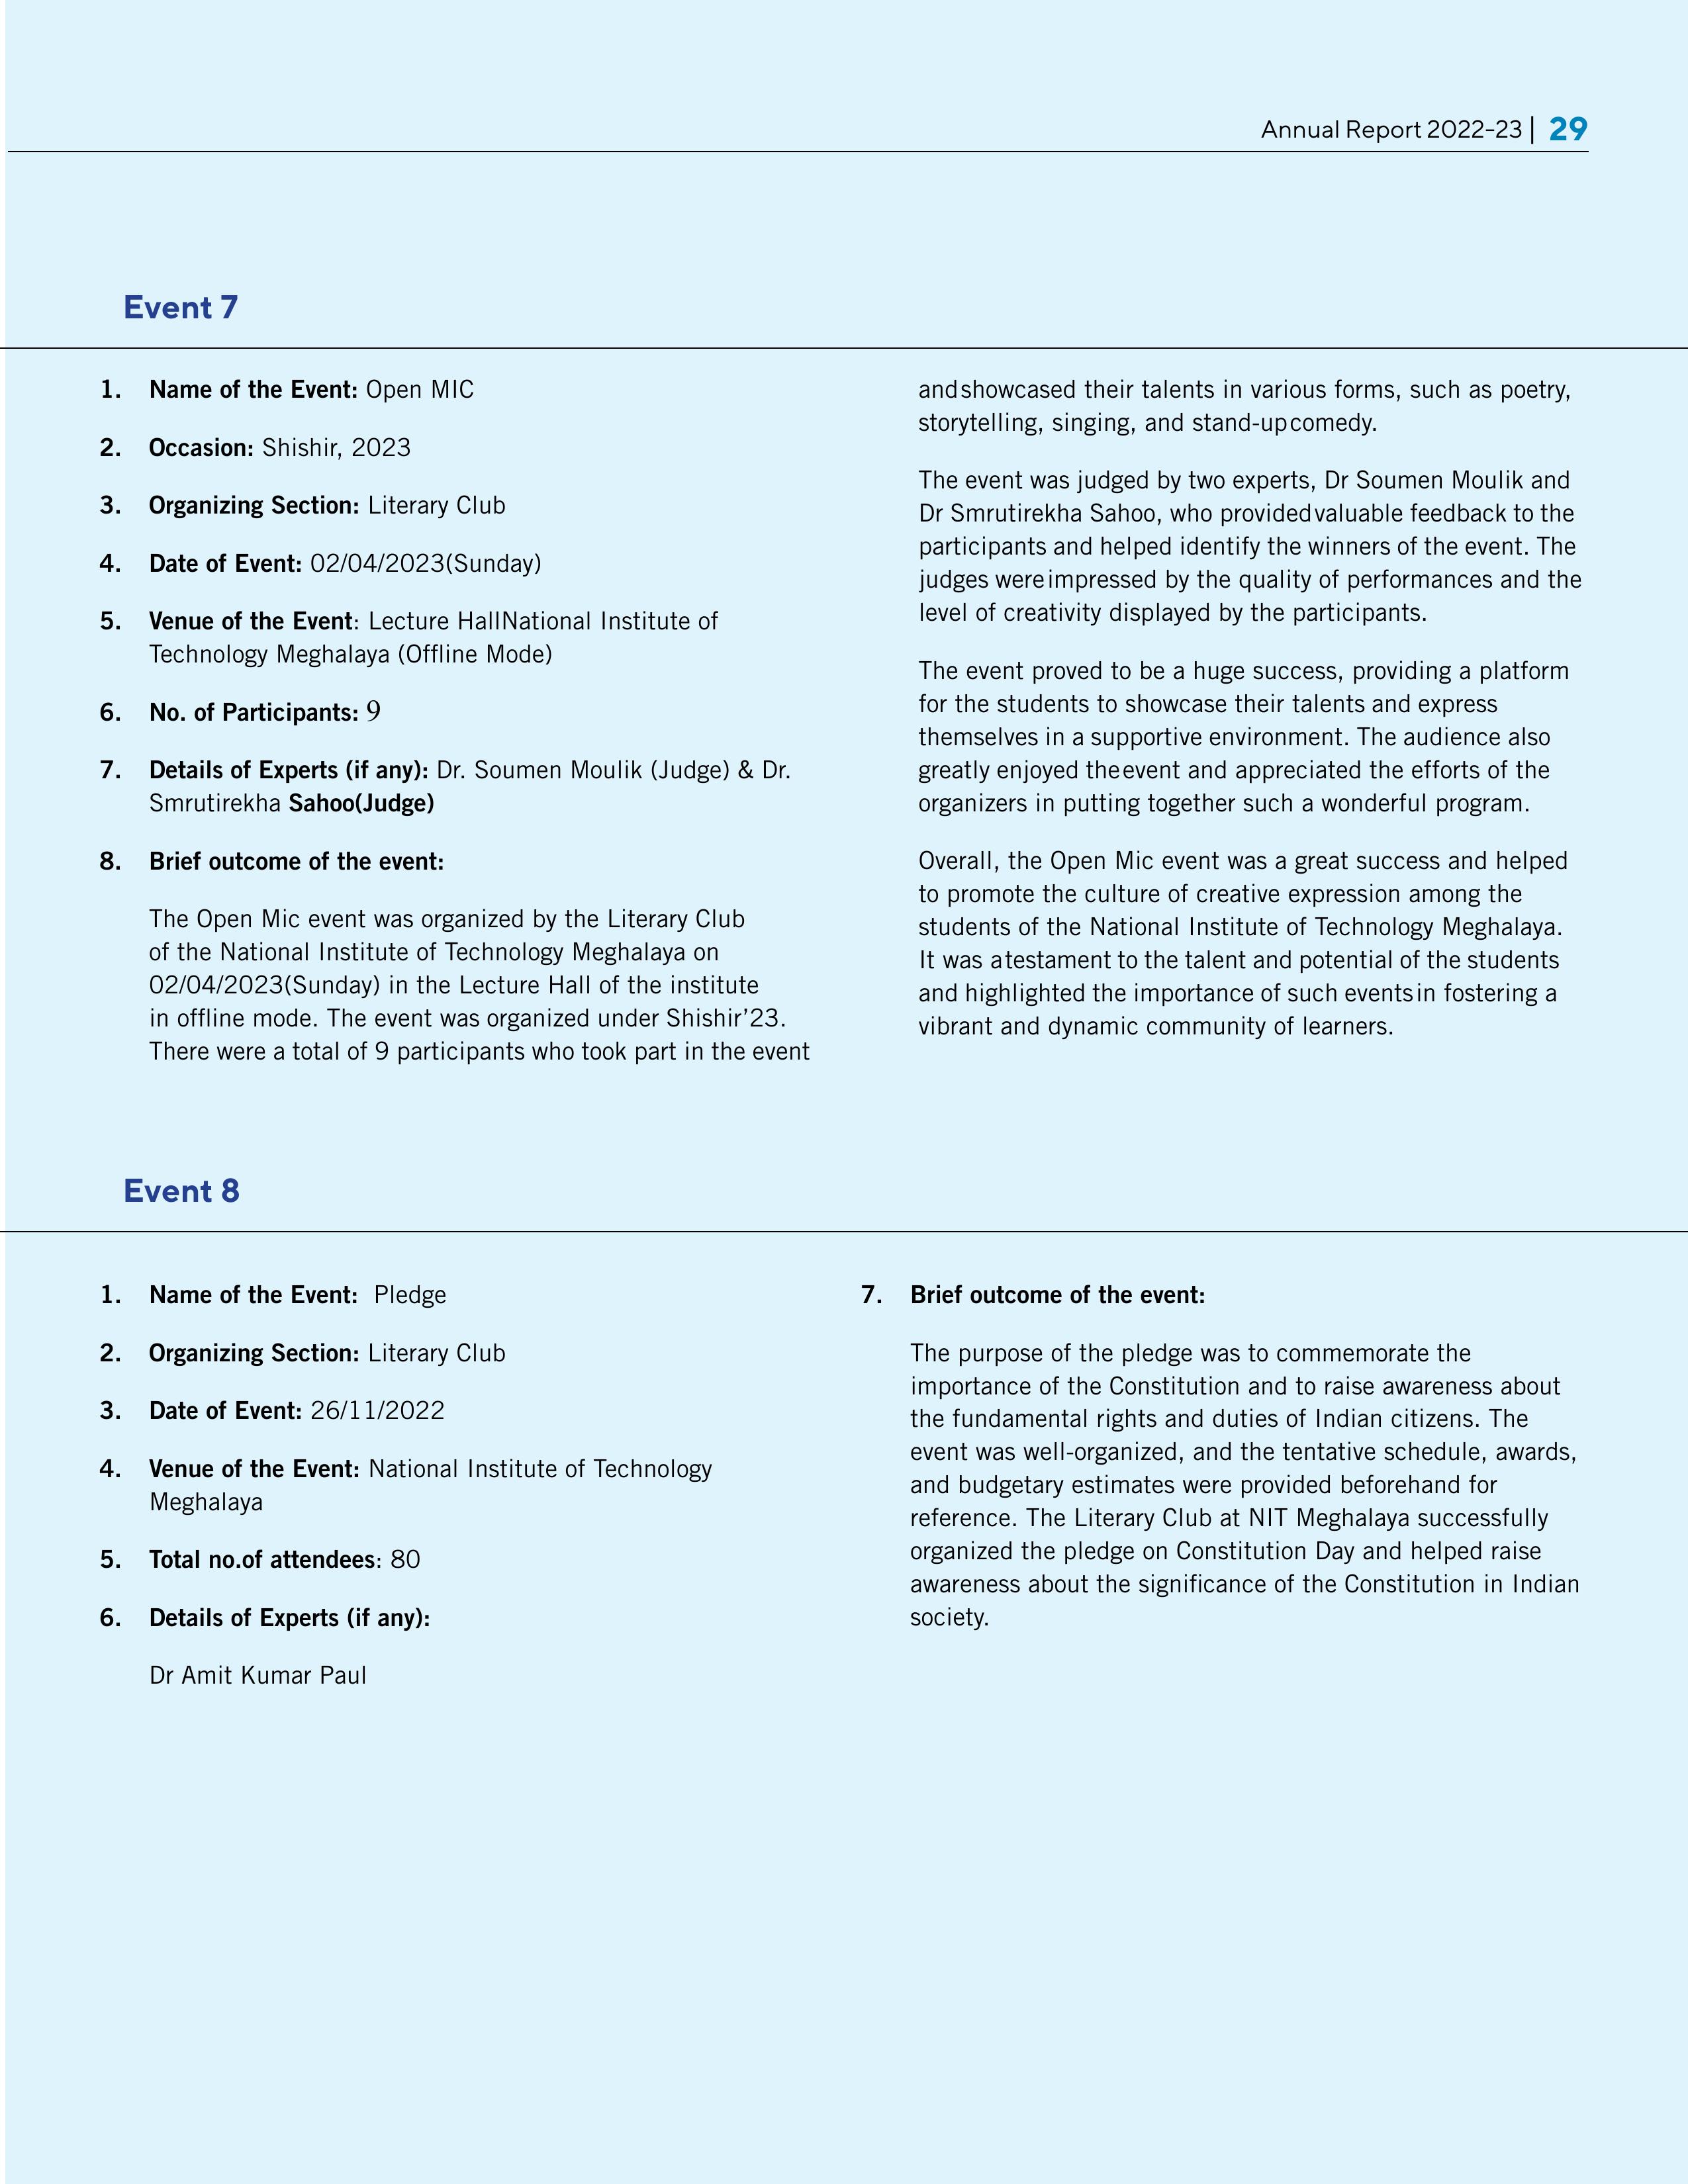 Annual Report 2022-23 | 29
Event 7
1. Name of the Event: Open MIC
2. Occasion: Shishir, 2023
3. Organizing Section: Literary Club
4. Date of Event: 02/04/2023(Sunday)
5. Venue of the Event: Lecture HallNational Institute of
Technology Meghalaya (Offline Mode)
6. No. of Participants: 9
7. Details of Experts (if any): Dr. Soumen Moulik (Judge) & Dr.
Smrutirekha Sahoo(Judge)
8. Brief outcome of the event:
The Open Mic event was organized by the Literary Club
of the National Institute of Technology Meghalaya on
02/04/2023(Sunday) in the Lecture Hall of the institute
in offline mode. The event was organized under Shishir’23.
There were a total of 9 participants who took part in the event
andshowcased their talents in various forms, such as poetry,
storytelling, singing, and stand-upcomedy.
The event was judged by two experts, Dr Soumen Moulik and
Dr Smrutirekha Sahoo, who providedvaluable feedback to the
participants and helped identify the winners of the event. The
judges wereimpressed by the quality of performances and the
level of creativity displayed by the participants.
The event proved to be a huge success, providing a platform
for the students to showcase their talents and express
themselves in a supportive environment. The audience also
greatly enjoyed theevent and appreciated the efforts of the
organizers in putting together such a wonderful program.
Overall, the Open Mic event was a great success and helped
to promote the culture of creative expression among the
students of the National Institute of Technology Meghalaya.
It was atestament to the talent and potential of the students
and highlighted the importance of such eventsin fostering a
vibrant and dynamic community of learners.
Event 8
1. Name of the Event: Pledge
2. Organizing Section: Literary Club
3. Date of Event: 26/11/2022
4. Venue of the Event: National Institute of Technology
Meghalaya
5. Total no.of attendees: 80
6. Details of Experts (if any):
Dr Amit Kumar Paul
7. Brief outcome of the event:
The purpose of the pledge was to commemorate the
importance of the Constitution and to raise awareness about
the fundamental rights and duties of Indian citizens. The
event was well-organized, and the tentative schedule, awards,
and budgetary estimates were provided beforehand for
reference. The Literary Club at NIT Meghalaya successfully
organized the pledge on Constitution Day and helped raise
awareness about the significance of the Constitution in Indian
society.